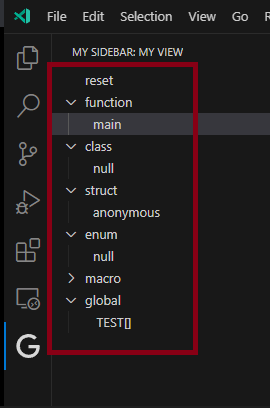 File Edit Selection View
MY SIDEBAR: MY VIEW
reset
function
main
class
null
struct
anonymous
enum
null
macro
global
TEST[]
G